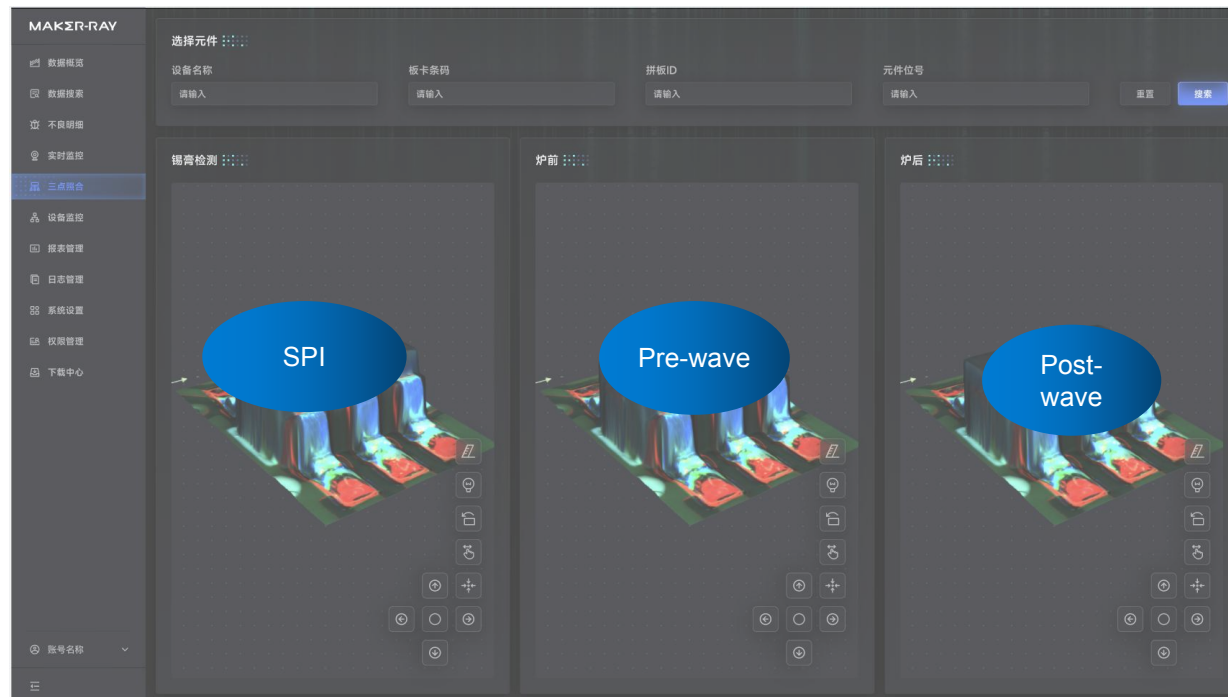 MAKER-RAY
数据概览
数据搜索
不良明细
实时监控
三点照合
设备监控
报表管理
日志管理
系统设置
权限管理
下载中心
账号名称
选择元件
设备名称
板卡条码
拼板ID
元件位号
请输入
请输入
请输入
请输入
重置
搜索
锡膏检测
炉前
炉后
SPI
Pre-wave
Post-
wave